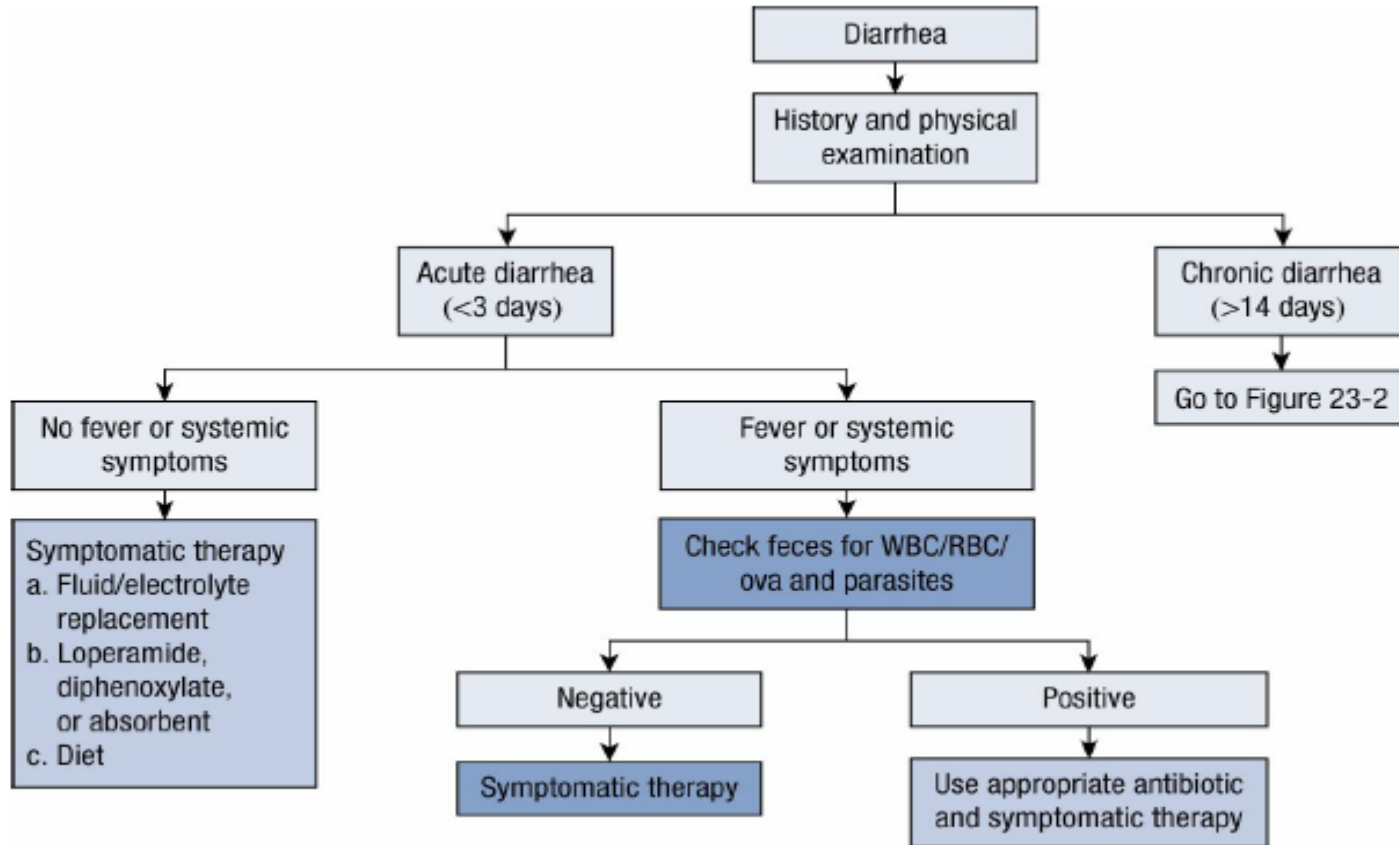 Diarrhea
History and physical
examination
Acute diarrhea
(<3 days)
Chronic diarrhea
(>14 days)
Go to Figure 23-2
No fever or systemic
symptoms
Fever or systemic
symptoms
Symptomatic therapy
a. Fluid/electrolyte
replacement
b. Loperamide,
diphenoxylate,
or absorbent
c. Diet
Check feces for WBC/RBC/
ova and parasites
Negative
Positive
Symptomatic therapy
Use appropriate antibiotic
and symptomatic therapy